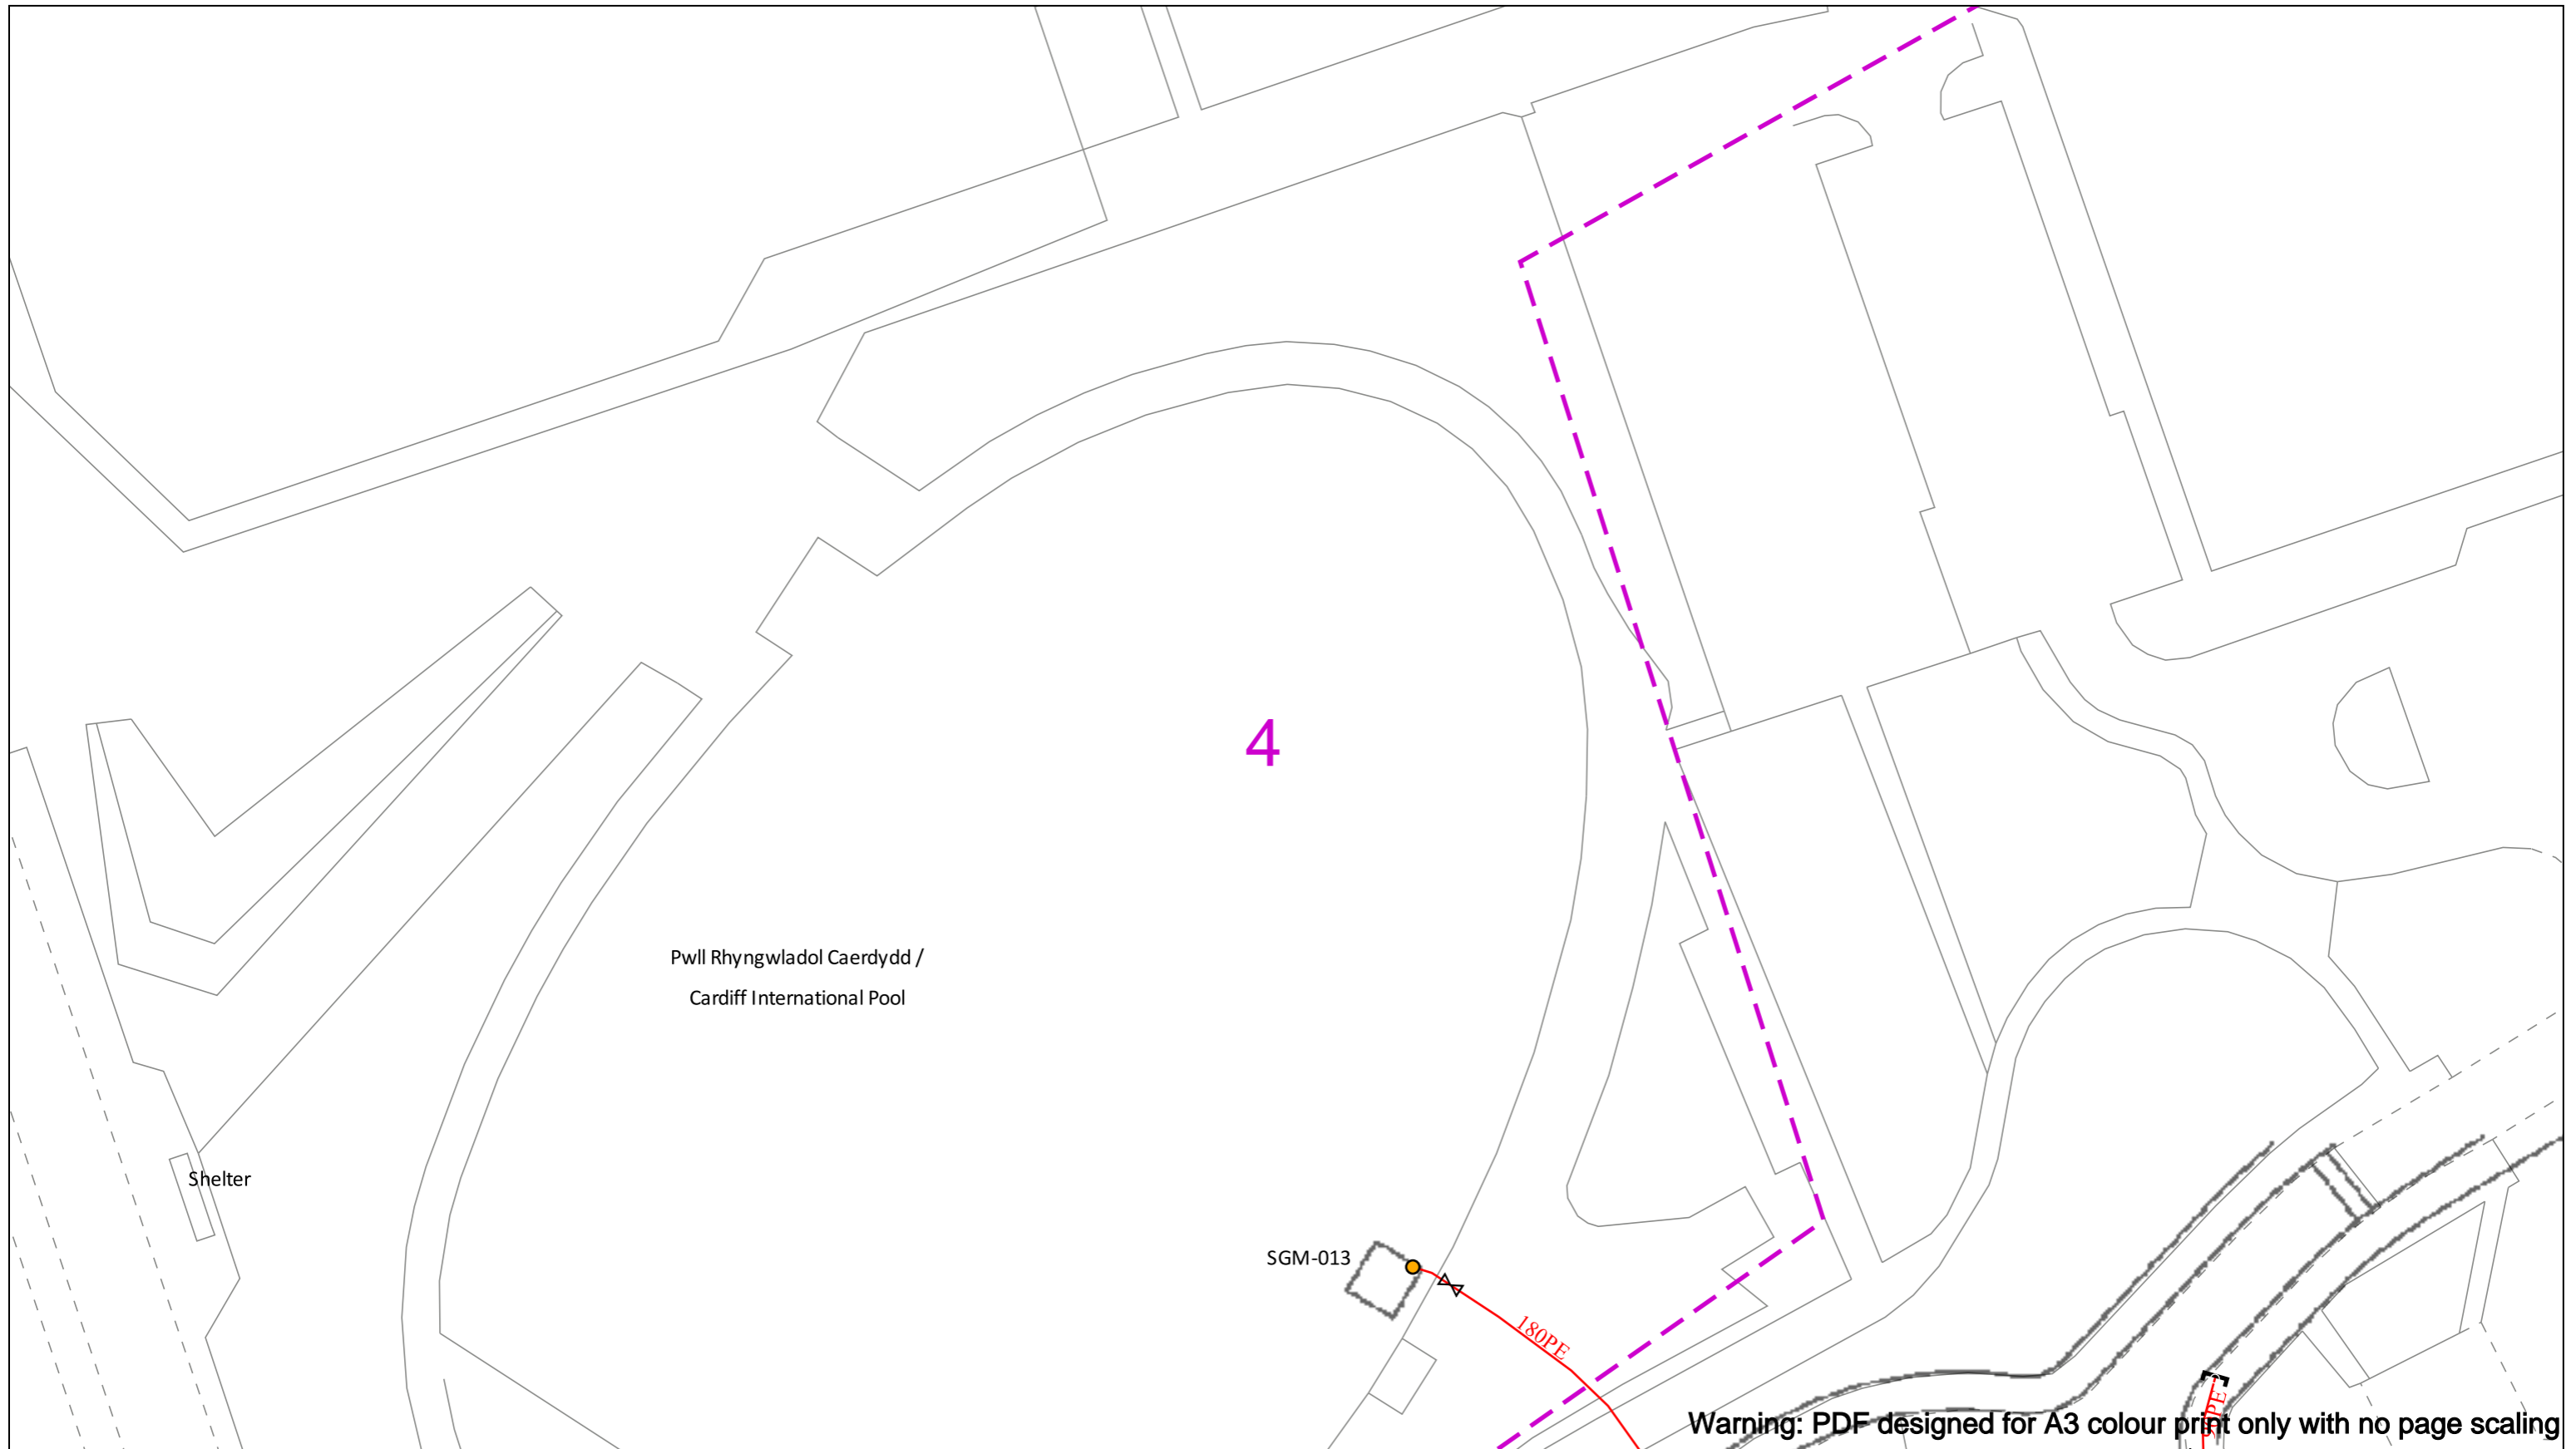 4
Pwll Rhyngwladol Caerdydd /
Cardiff International Pool
Shelter
SGM-013
180PE
Warning: PDF designed for A3 colour print only with no page scaling